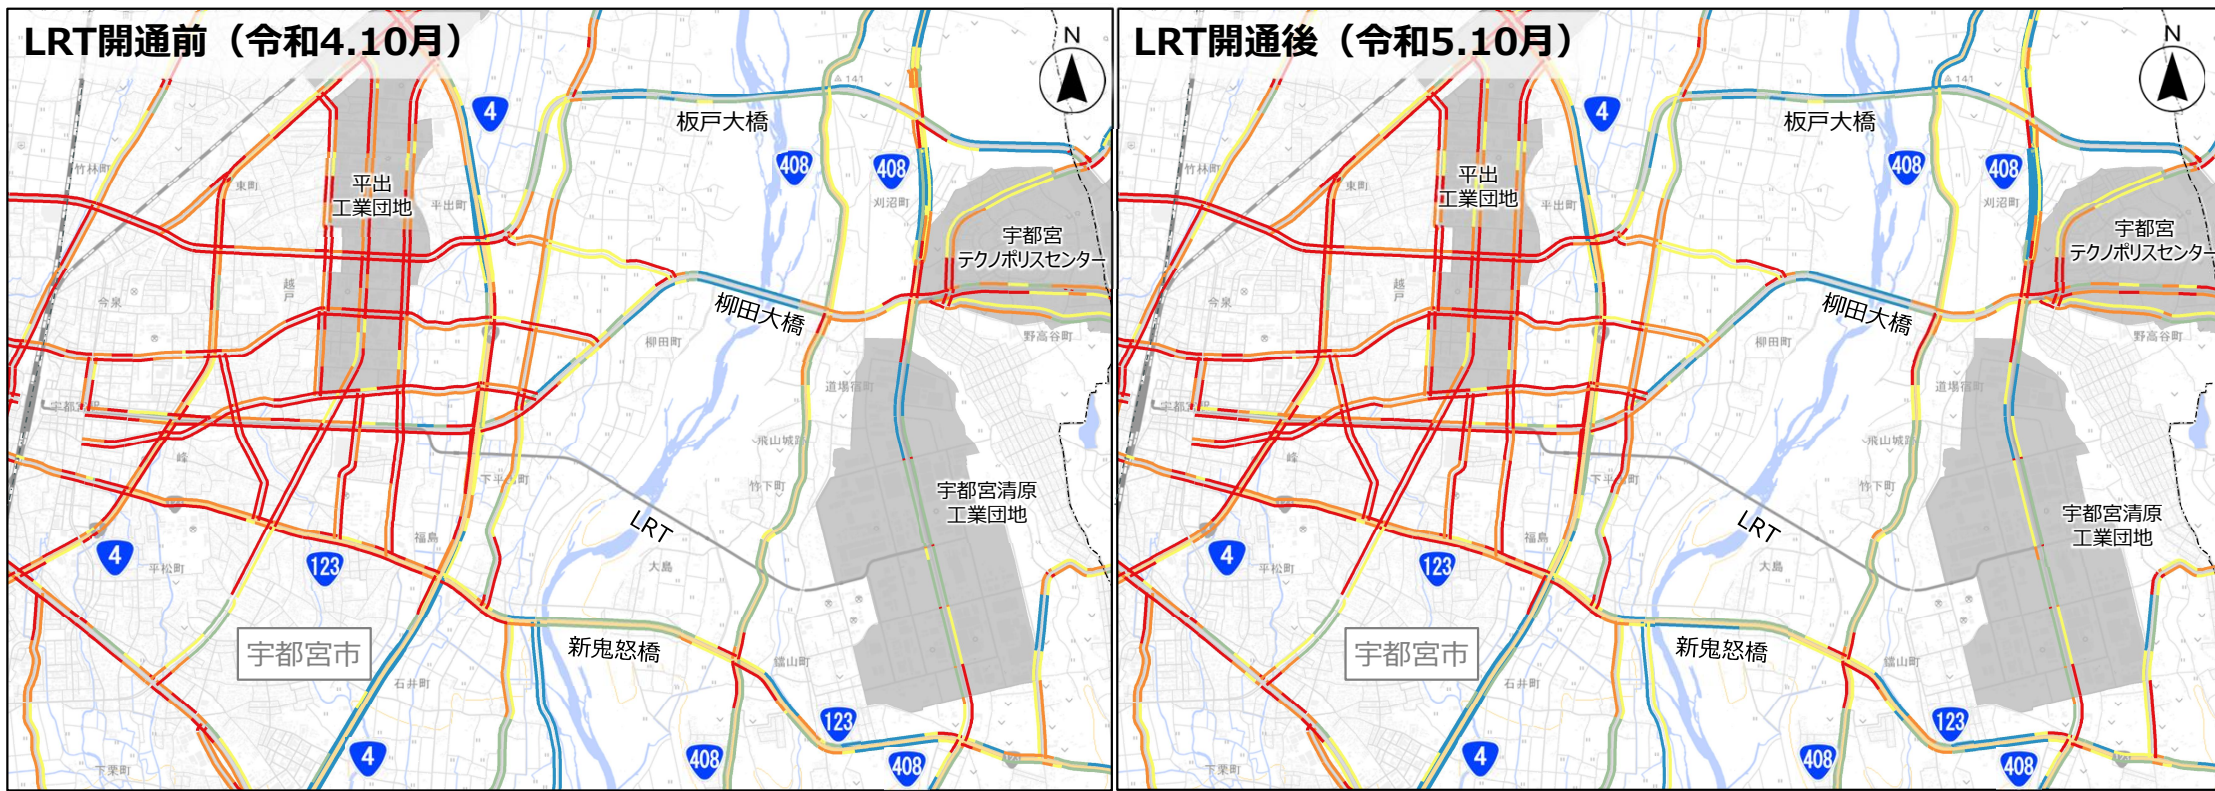 LRT開通前（令和4.10月）
N
141
4
板戸大橋
408
408
竹林町
東町
平出
工業団地
平出町
刈沼町
宇都宮
テクノポリスセンター
越戸
今泉
柳田大橋
柳田町
野高谷町
道場宿町
宇都宮駅
飛山城跡
峰
下平出町
竹下町
宇都宮清原
工業団地
LRT
福島
4
平松町
123
大島
宇都宮市
新鬼怒橋
鐺山町
石井町
123
4
408
408
下栗町
LRT開通後（令和5.10月）
N
141
4
板戸大橋
408
408
竹林町
東町
平出
工業団地
平出町
刈沼町
宇都宮
テクノポリスセンター
越戸
今泉
柳田大橋
柳田町
野高谷町
道場宿町
宇都宮駅
飛山城跡
峰
下平出町
竹下町
宇都宮清原
工業団地
LRT
福島
4
平松町
123
大島
宇都宮市
新鬼怒橋
鐺山町
石井町
123
4
408
408
下栗町